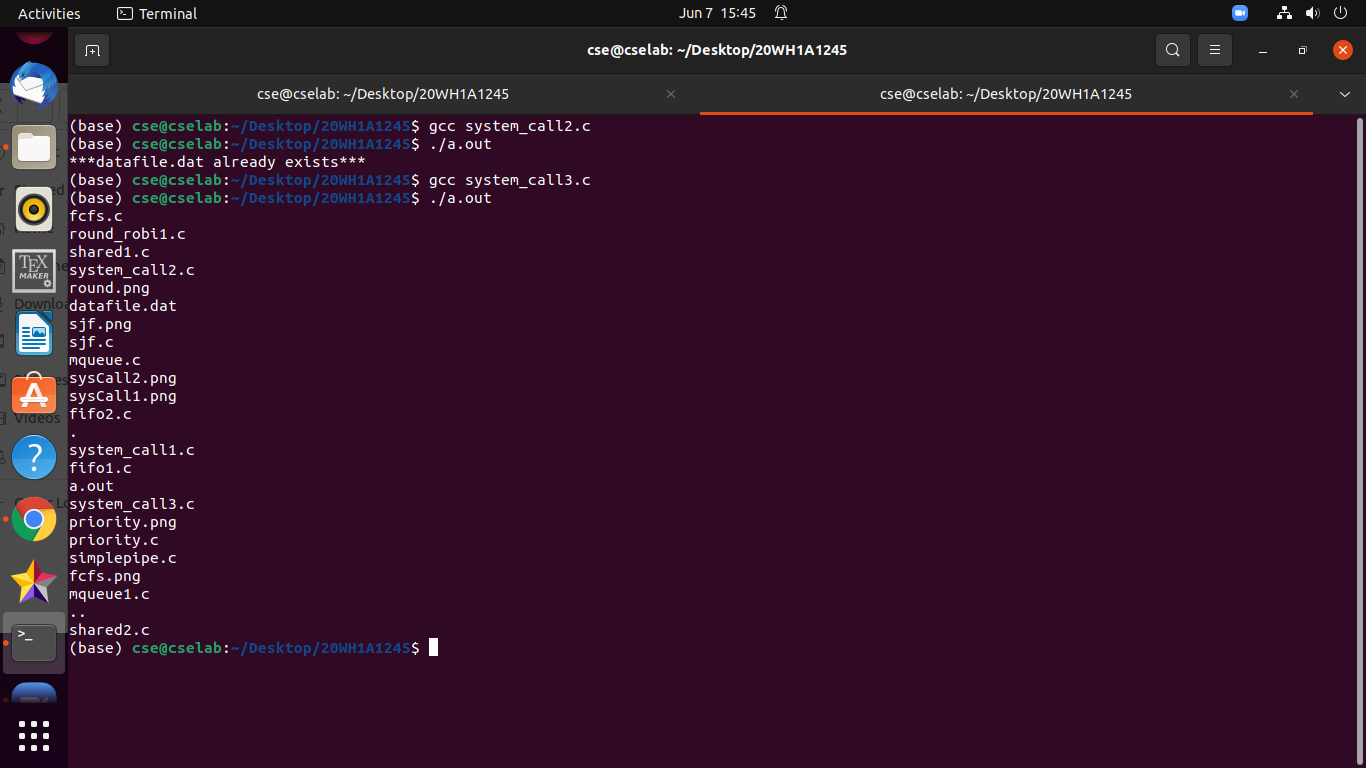 Activities
Terminal
Jun 7 15:45
cse@cselab: ~/Desktop/20WH1A1245
cse@cselab: ~/Desktop/20WH1A1245
cse@cselab: ~/Desktop/20WH1A1245
(base) cse@cselab:~/Desktop/20WH1A1245$ gcc system_call2.c
(base) cse@cselab:~/Desktop/20WH1A1245$ ./a.out
***datafile.dat already exists***
(base) cse@cselab:~/Desktop/20WH1A1245$ gcc system_call3.c
(base) cse@cselab:~/Desktop/20WH1A1245$ ./a.out
fcfs.c
round_robi1.c
shared1.c
system_call2.c
round.png
datafile.dat
sjf.png
sjf.c
mqueue.c
sysCall2.png
sysCall1.png
fifo2.c
.
system_call1.c
fifo1.c
a.out
system_call3.c
priority.png
priority.c
simplepipe.c
fcfs.png
mqueue1.c
..
shared2.c
(base) cse@cselab:~/Desktop/20WH1A1245$
TEX
MAKER
Videos